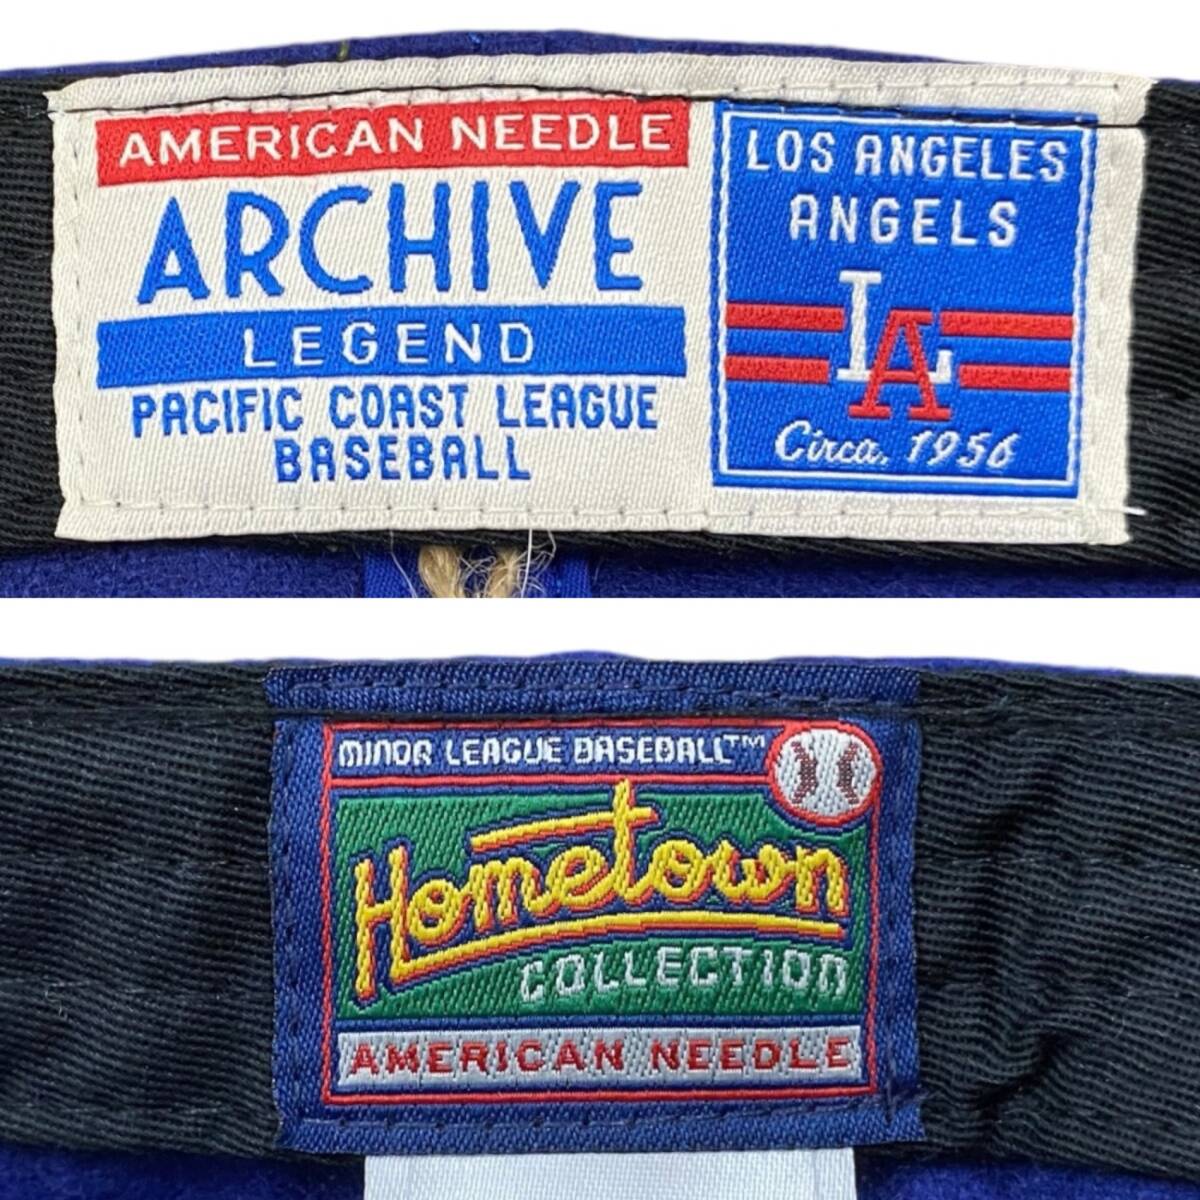 AMERICAN NEEDLE
ARCHIVE
LEGEND
PACIFIC COAST LEAGUE
BASEBALL
LOS ANGELES
ANGELS
LA
Circa. 1956
MINOR LEAGUE BASEBALL™
Hometown
COLLECTION
AMERICAN NEEDLE